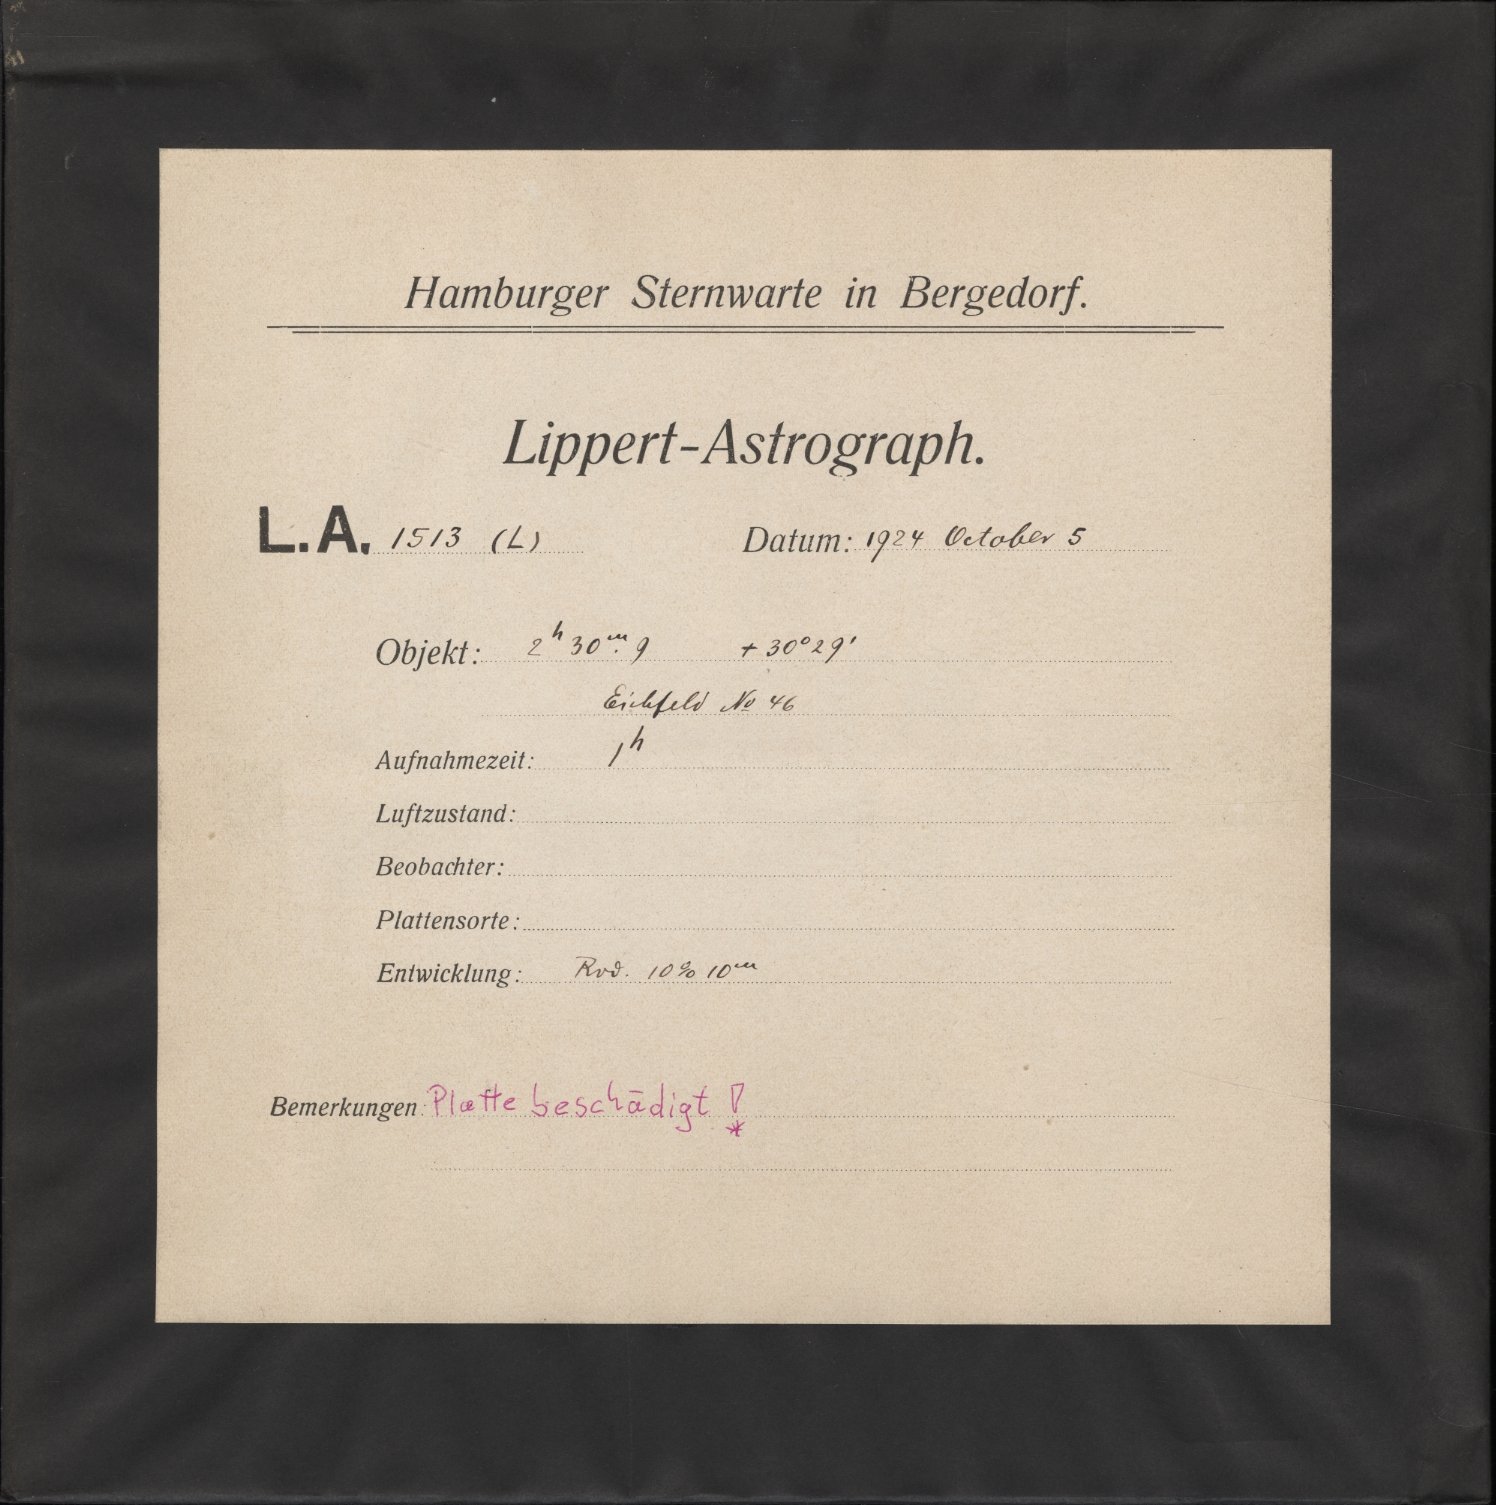 Hamburger Sternwarte in Bergedorf.
Lippert-Astrograph.
L.A. 1513 (L) Datum: 1924 October 5
Objekt: 2ʰ 30ᵐ.9 + 30° 29'
Eichfeld No 46
Aufnahmezeit: 1ʰ
Luftzustand:
Beobachter:
Plattensorte:
Entwicklung: Rod. 10% 10ᵐ
Bemerkungen: Platte beschädigt!
*